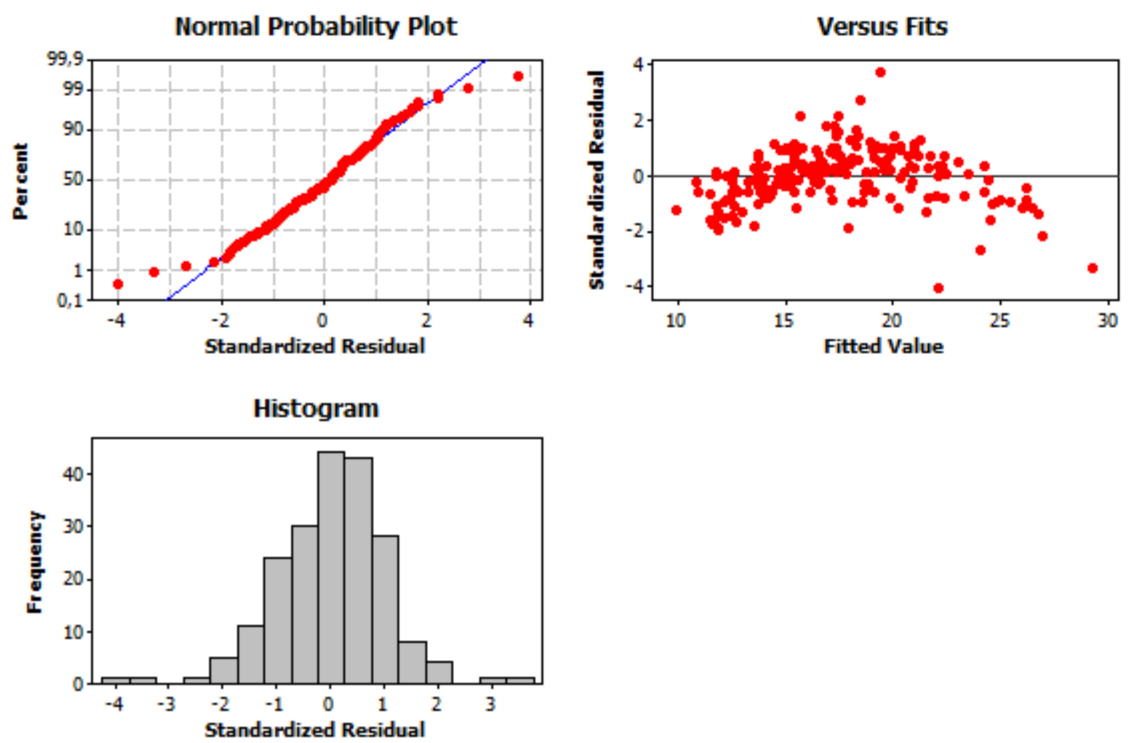 Normal Probability Plot
99,9
99
90
50
10
1
0,1
Percent
-4 -2 0 2 4
Standardized Residual
Versus Fits
4
2
0
-2
-4
Standardized Residual
10 15 20 25 30
Fitted Value
Histogram
40
30
20
10
0
Frequency
-4 -3 -2 -1 0 1 2 3
Standardized Residual